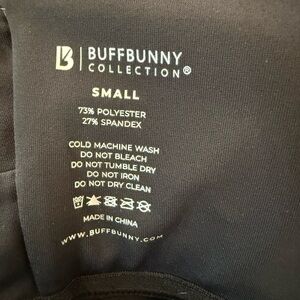 BUFFBUNNY
COLLECTION®
SMALL
73% POLYESTER
27% SPANDEX
COLD MACHINE WASH
DO NOT BLEACH
DO NOT TUMBLE DRY
DO NOT IRON
DO NOT DRY CLEAN
MADE IN CHINA
WWW.BUFFBUNNY.COM